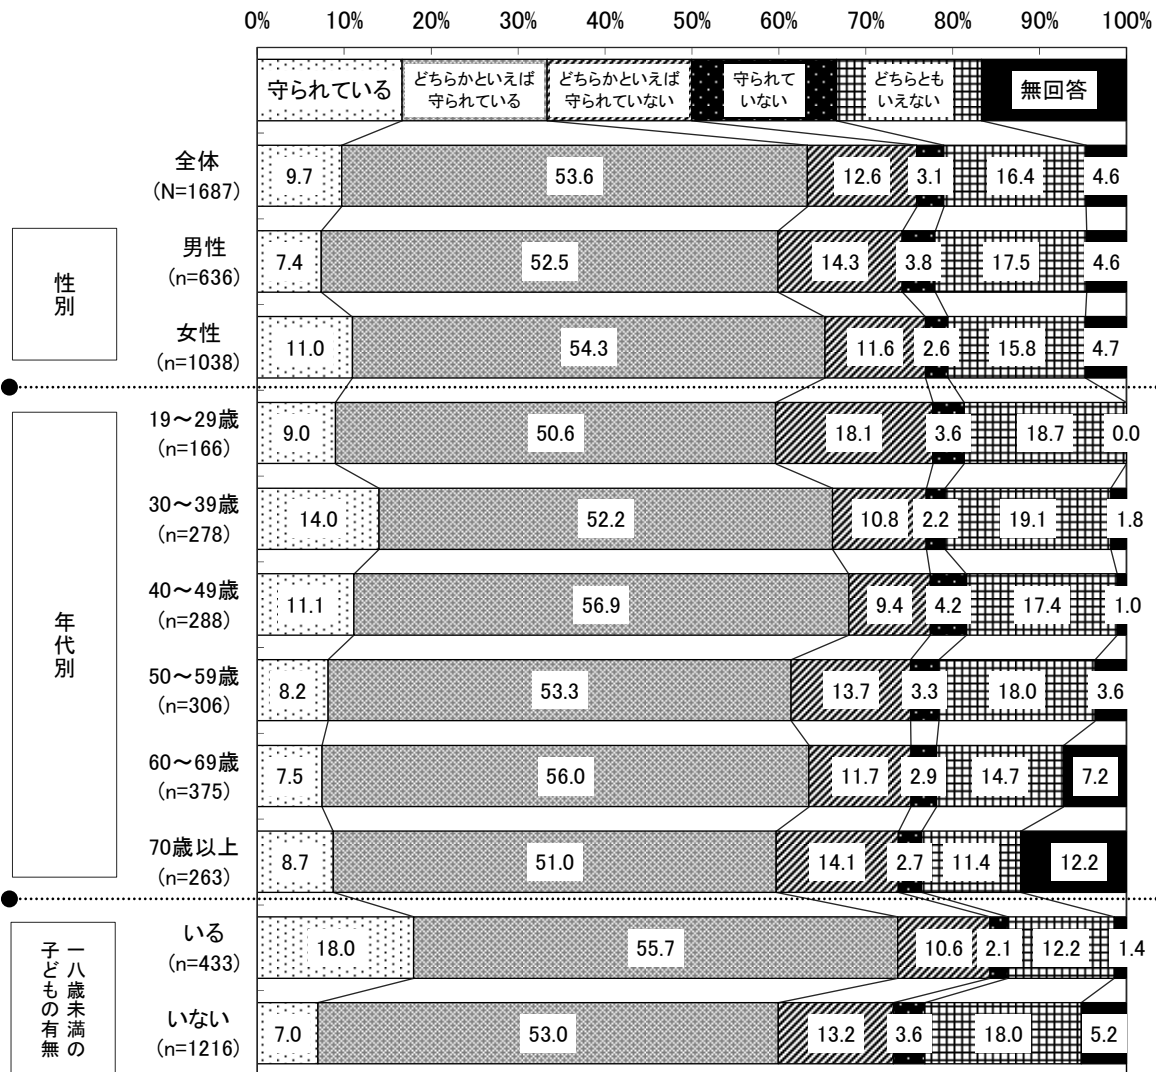 0% 10% 20% 30% 40% 50% 60% 70% 80% 90% 100%
守られている
どちらかといえば
守られている
どちらかといえば
守られていない
守られて
いない
どちらとも
いえない
無回答
全体
(N=1687)
9.7 53.6 12.6 3.1 16.4 4.6
性別
男性
(n=636)
7.4 52.5 14.3 3.8 17.5 4.6
女性
(n=1038)
11.0 54.3 11.6 2.6 15.8 4.7
年代別
19～29歳
(n=166)
9.0 50.6 18.1 3.6 18.7 0.0
30～39歳
(n=278)
14.0 52.2 10.8 2.2 19.1 1.8
40～49歳
(n=288)
11.1 56.9 9.4 4.2 17.4 1.0
50～59歳
(n=306)
8.2 53.3 13.7 3.3 18.0 3.6
60～69歳
(n=375)
7.5 56.0 11.7 2.9 14.7 7.2
70歳以上
(n=263)
8.7 51.0 14.1 2.7 11.4 12.2
一八歳未満の
子どもの有無
いる
(n=433)
18.0 55.7 10.6 2.1 12.2 1.4
いない
(n=1216)
7.0 53.0 13.2 3.6 18.0 5.2